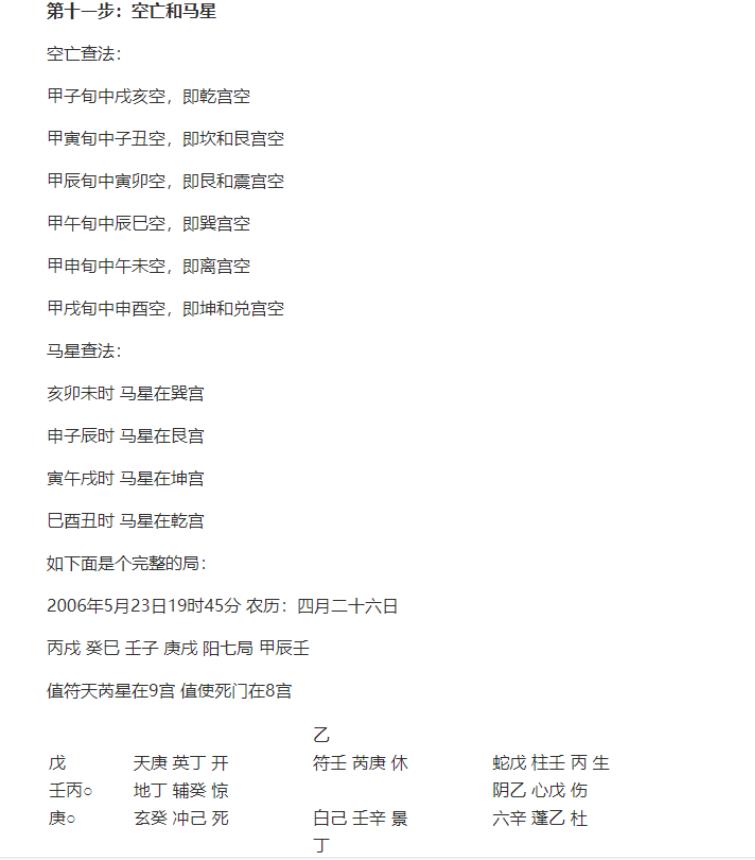 第十一步：空亡和马星
空亡查法：
甲子旬中戌亥空，即乾宫空
甲寅旬中子丑空，即坎和艮宫空
甲辰旬中寅卯空，即艮和震宫空
甲午旬中辰巳空，即巽宫空
甲申旬中午未空，即离宫空
甲戌旬中申酉空，即坤和兑宫空
马星查法：
亥卯未时 马星在巽宫
申子辰时 马星在艮宫
寅午戌时 马星在坤宫
巳酉丑时 马星在乾宫
如下面是个完整的局：
2006年5月23日19时45分 农历：四月二十六日
丙戌 癸巳 壬子 庚戌 阳七局 甲辰壬
值符天芮星在9宫 值使死门在8宫
乙
戊 天庚 英丁 开 符壬 芮庚 休 蛇戊 柱壬 丙 生
壬丙○ 地丁 辅癸 惊 阴乙 心戊 伤
庚○ 玄癸 冲己 死 白己 壬辛 景 六辛 蓬乙 杜
丁